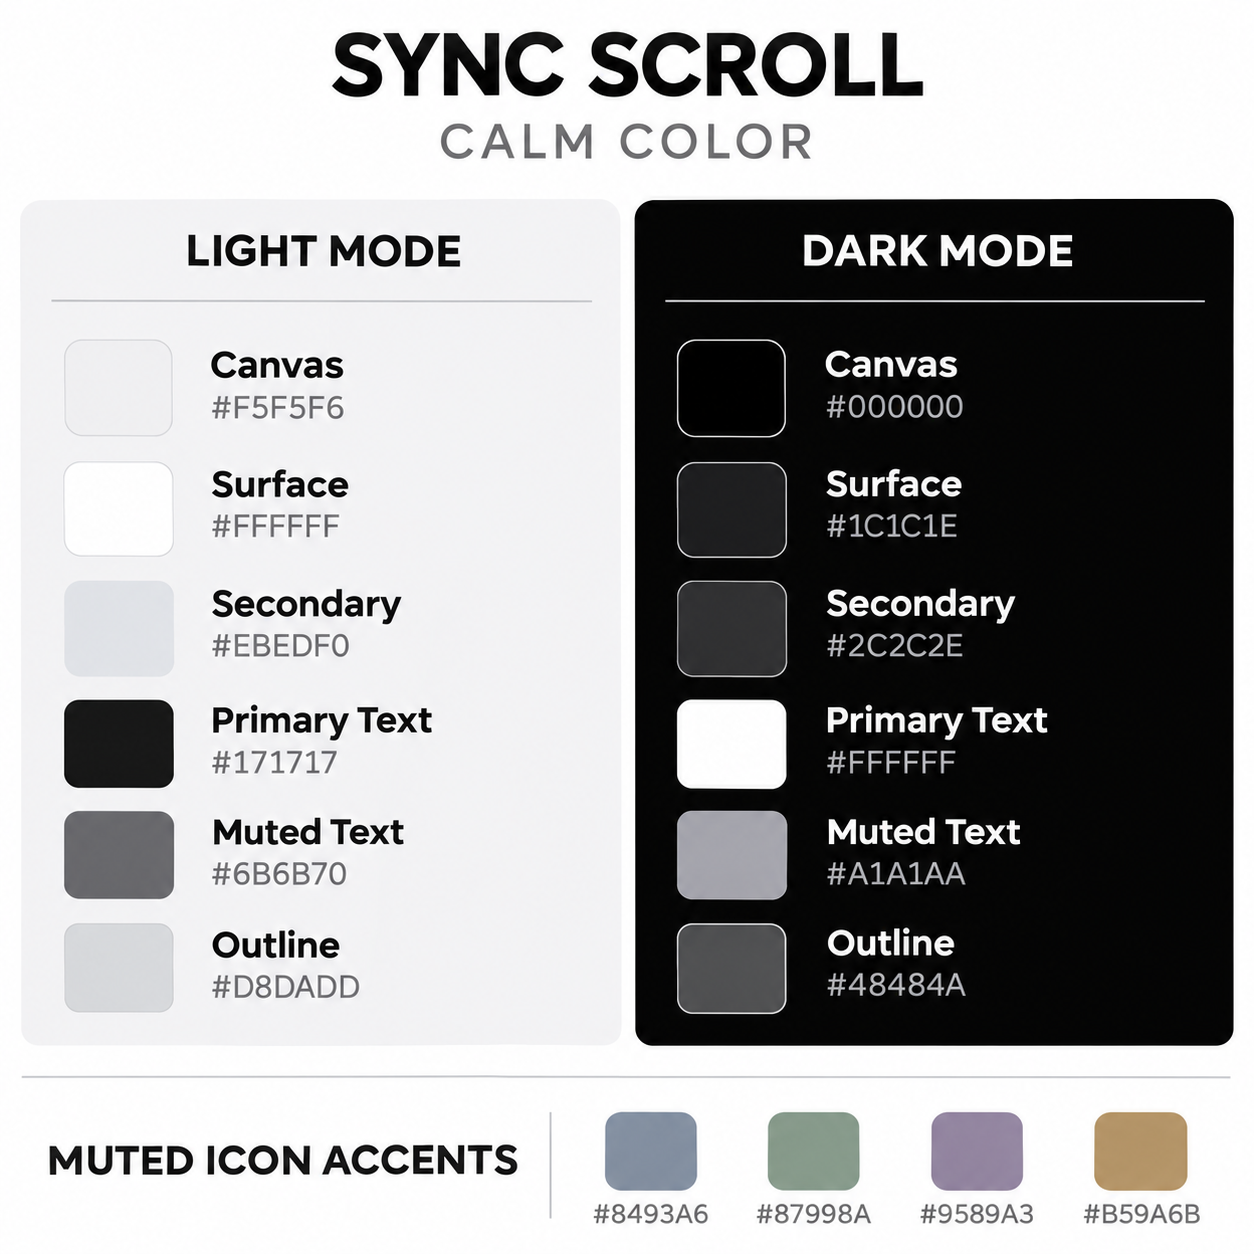 SYNC SCROLL
CALM COLOR
LIGHT MODE
Canvas
#F5F5F6
Surface
#FFFFFF
Secondary
#EBEDF0
Primary Text
#171717
Muted Text
#6B6B70
Outline
#D8DADD
DARK MODE
Canvas
#000000
Surface
#1C1C1E
Secondary
#2C2C2E
Primary Text
#FFFFFF
Muted Text
#A1A1AA
Outline
#48484A
MUTED ICON ACCENTS
#8493A6
#87998A
#9589A3
#B59A6B